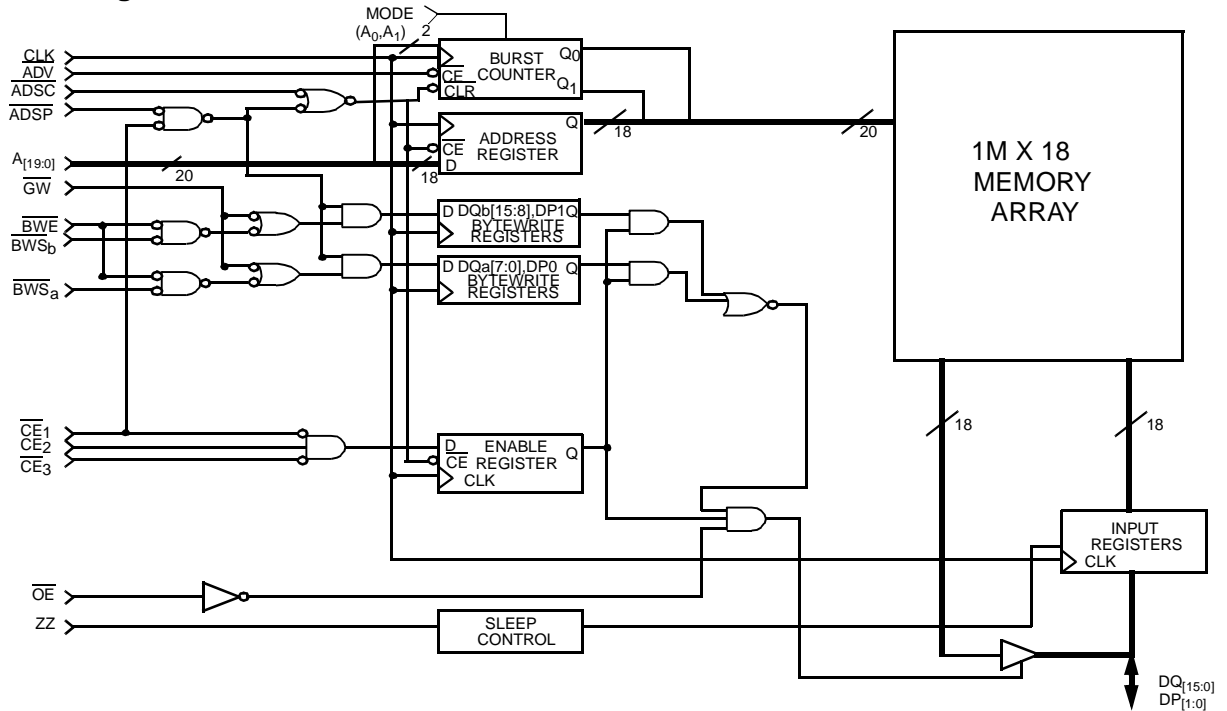 MODE
(A0,A1) 2
CLK
ADV
ADSC
ADSP
A[19:0]
20
GW
BWE
BWSb
BWSa
CE1
CE2
CE3
OE
ZZ
BURST
COUNTER
CE
CLR
Q0
Q1
ADDRESS
REGISTER
CE
D
Q
18
18
20
D DQb[15:8],DP1 Q
BYTEWRITE
REGISTERS
D DQa[7:0],DP0 Q
BYTEWRITE
REGISTERS
D ENABLE
CE REGISTER Q
CLK
SLEEP
CONTROL
1M X 18
MEMORY
ARRAY
18
18
INPUT
REGISTERS
CLK
DQ[15:0]
DP[1:0]